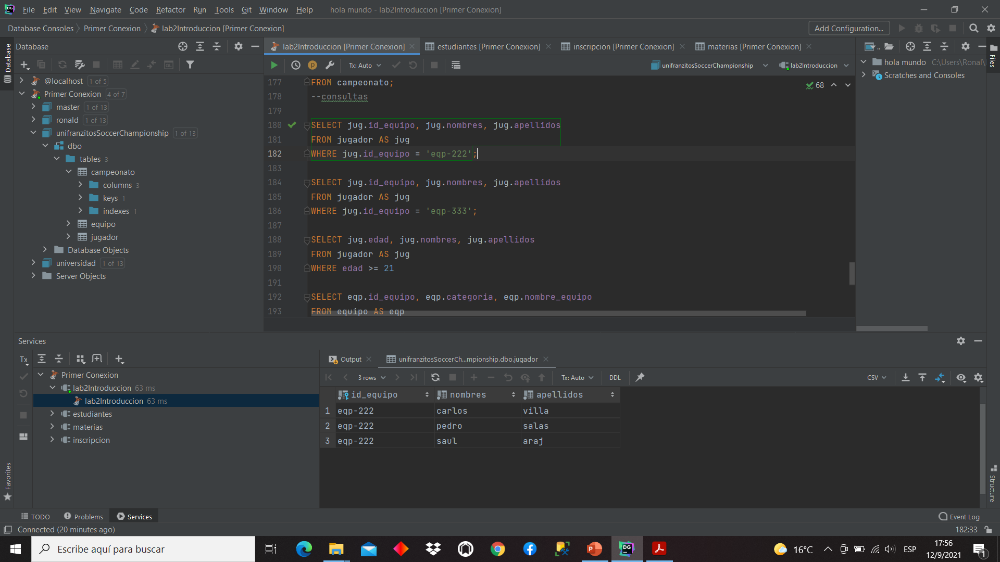 File Edit View Navigate Code Refactor Run Tools Git Window Help hola mundo - lab2Introduccion [Primer Conexion]
Database Consoles Primer Conexion lab2Introduccion [Primer Conexion] Add Configuration...
Database
Database
@localhost 1 of 5
Primer Conexion 4 of 7
master 1 of 13
ronald 1 of 13
unifranzitosSoccerChampionship 1 of 13
dbo
tables 3
campeonato
columns 3
keys 1
indexes 1
equipo
jugador
Database Objects
universidad 1 of 13
Server Objects
lab2Introduccion [Primer Conexion] estudiantes [Primer Conexion] inscripcion [Primer Conexion] materias [Primer Conexion]
Tx: Auto unifranzitosSoccerChampionship lab2Introduccion
68
177 FROM campeonato;
178 --consultas
179
180 SELECT jug.id_equipo, jug.nombres, jug.apellidos
181 FROM jugador AS jug
182 WHERE jug.id_equipo = 'eqp-222';
183
184 SELECT jug.id_equipo, jug.nombres, jug.apellidos
185 FROM jugador AS jug
186 WHERE jug.id_equipo = 'eqp-333';
187
188 SELECT jug.edad, jug.nombres, jug.apellidos
189 FROM jugador AS jug
190 WHERE edad >= 21
191
192 SELECT eqp.id_equipo, eqp.categoria, eqp.nombre_equipo
193 FROM equipo AS eqp
hola mundo C:\Users\Ronal\
Scratches and Consoles
Files
Services
Tx
Primer Conexion
lab2Introduccion 63 ms
lab2Introduccion 63 ms
estudiantes
materias
inscripcion
Output unifranzitosSoccerCh...mpionship.dbo.jugador
3 rows Tx: Auto DDL CSV
id_equipo nombres apellidos
1 eqp-222 carlos villa
2 eqp-222 pedro salas
3 eqp-222 saul araj
Favorites
Structure
TODO Problems Services Event Log
Connected (20 minutes ago) 182:33
Escribe aquí para buscar
DG
16°C ESP 17:56
12/9/2021
1